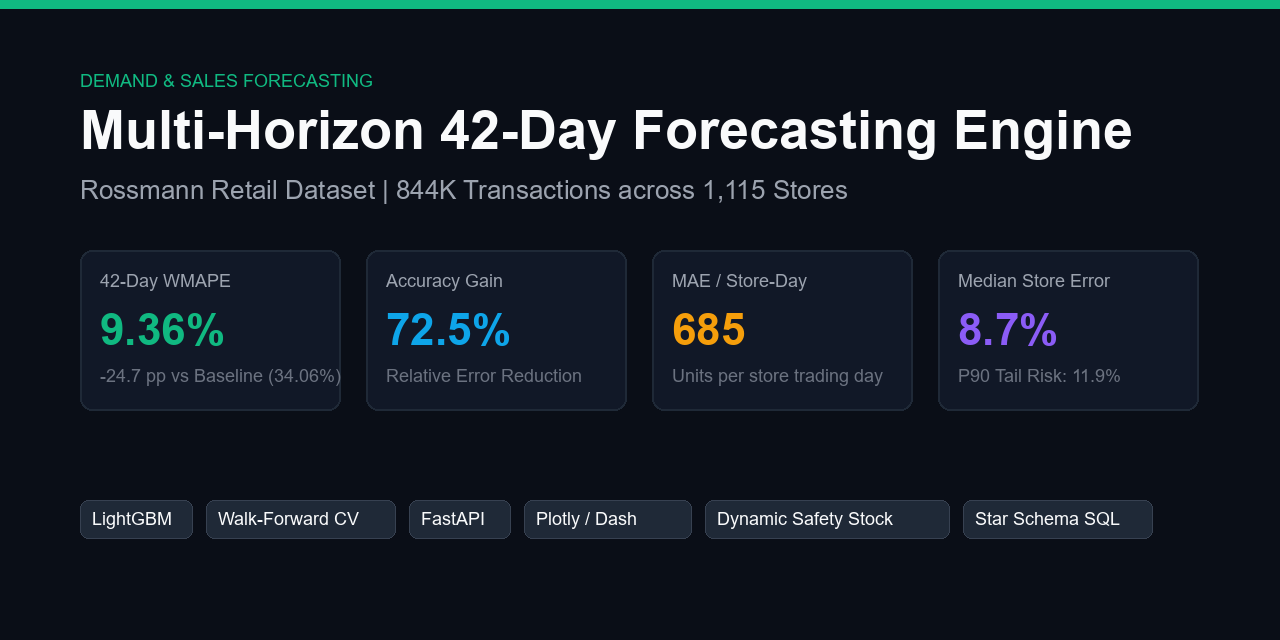 DEMAND & SALES FORECASTING
Multi-Horizon 42-Day Forecasting Engine
Rossmann Retail Dataset | 844K Transactions across 1,115 Stores
42-Day WMAPE
9.36%
-24.7 pp vs Baseline (34.06%)
Accuracy Gain
72.5%
Relative Error Reduction
MAE / Store-Day
685
Units per store trading day
Median Store Error
8.7%
P90 Tail Risk: 11.9%
LightGBM
Walk-Forward CV
FastAPI
Plotly / Dash
Dynamic Safety Stock
Star Schema SQL